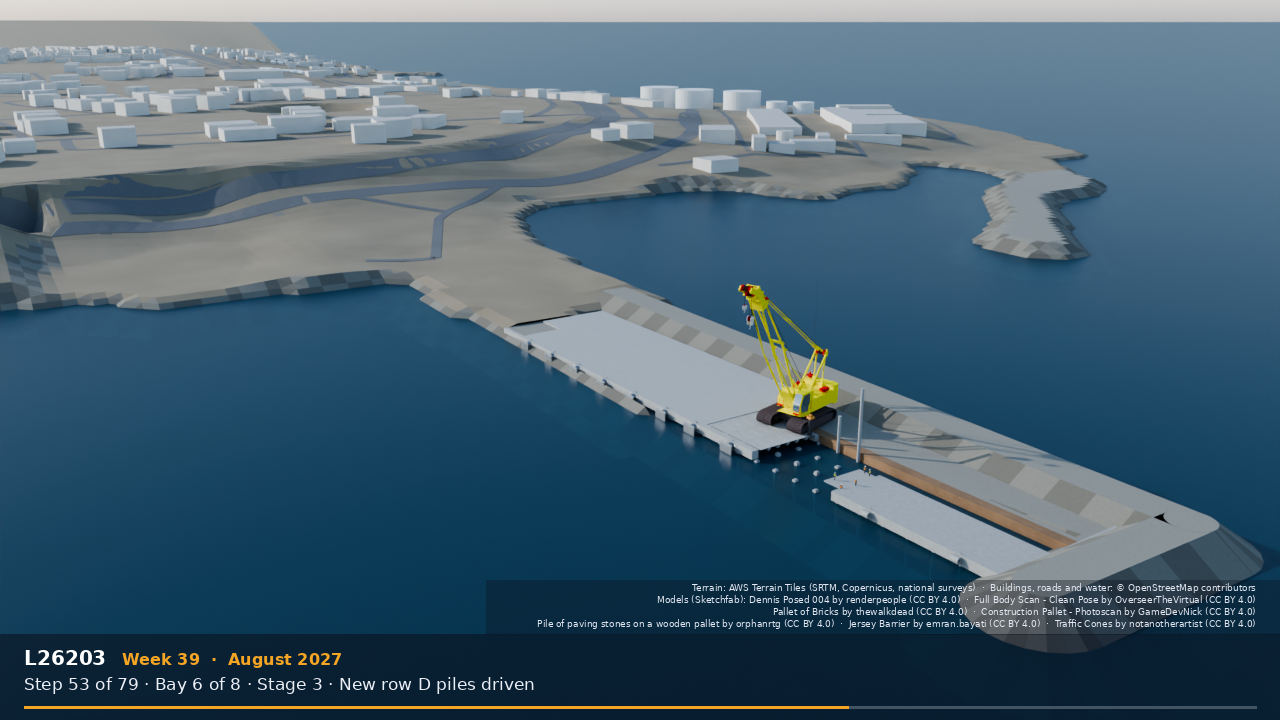 Terrain: AWS Terrain Tiles (SRTM, Copernicus, national surveys)  ·  Buildings, roads and water: © OpenStreetMap contributors
Models (Sketchfab): Dennis Posed 004 by renderpeople (CC BY 4.0)  ·  Full Body Scan - Clean Pose by OverseerTheVirtual (CC BY 4.0)
Pallet of Bricks by thewalkdead (CC BY 4.0)  ·  Construction Pallet - Photoscan by GameDevNick (CC BY 4.0)
Pile of paving stones on a wooden pallet by orphanrtg (CC BY 4.0)  ·  Jersey Barrier by emran.bayati (CC BY 4.0)  ·  Traffic Cones by notanotherartist (CC BY 4.0)
L26203 Week 39 · August 2027
Step 53 of 79 · Bay 6 of 8 · Stage 3 · New row D piles driven